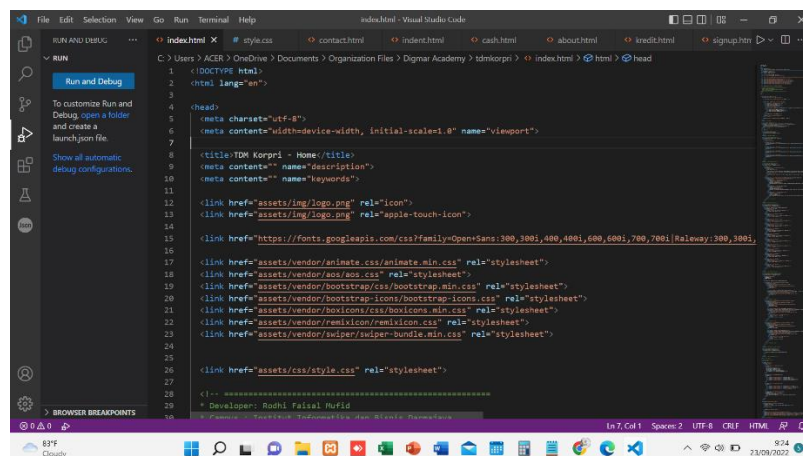 File Edit Selection View Go Run Terminal Help index.html - Visual Studio Code
RUN AND DEBUG ... index.html # style.css contact.html indent.html cash.html about.html kredit.html signup.htm
RUN
Run and Debug
To customize Run and
Debug, open a folder
and create a
launch.json file.
Show all automatic
debug configurations.
BROWSER BREAKPOINTS
C: > Users > ACER > OneDrive > Documents > Organization Files > Digmar Academy > tdmkorpi > index.html > html > head
1 <!DOCTYPE html>
2 <html lang="en">
3
4 <head>
5 <meta charset="utf-8">
6 <meta content="width=device-width, initial-scale=1.0" name="viewport">
7
8 <title>TDM Korpri - Home</title>
9 <meta content="" name="description">
10 <meta content="" name="keywords">
11
12 <link href="assets/img/logo.png" rel="icon">
13 <link href="assets/img/logo.png" rel="apple-touch-icon">
14
15 <link href="https://fonts.googleapis.com/css?family=Open+Sans:300,300i,400,400i,600,600i,700,700i|Raleway:300,300i,
16
17 <link href="assets/vendor/animate.css/animate.min.css" rel="stylesheet">
18 <link href="assets/vendor/aos/aos.css" rel="stylesheet">
19 <link href="assets/vendor/bootstrap/css/bootstrap.min.css" rel="stylesheet">
20 <link href="assets/vendor/bootstrap-icons/bootstrap-icons.css" rel="stylesheet">
21 <link href="assets/vendor/boxicons/css/boxicons.min.css" rel="stylesheet">
22 <link href="assets/vendor/remixicon/remixicon.css" rel="stylesheet">
23 <link href="assets/vendor/swiper/swiper-bundle.min.css" rel="stylesheet">
24
25
26 <link href="assets/css/style.css" rel="stylesheet">
27
28 <!-- =======================================================
29 * Developer: Rodhi Faisal Mufid
30 * Campus : Institut Informatika dan Bisnis Darmajaya
0 0 Ln 7, Col 1 Spaces: 2 UTF-8 CRLF HTML
83°F
Cloudy
9:24
23/09/2022